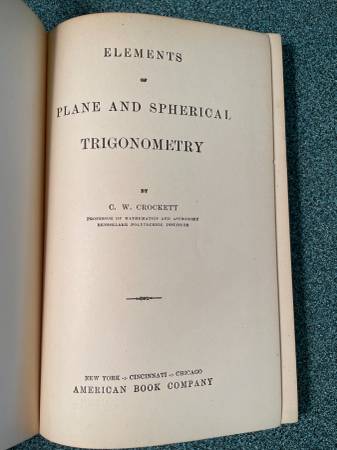 ELEMENTS
OF
PLANE AND SPHERICAL
TRIGONOMETRY
BY
C. W. CROCKETT
PROFESSOR OF MATHEMATICS AND ASTRONOMY
RENSSELAER POLYTECHNIC INSTITUTE
NEW YORK -:- CINCINNATI -:- CHICAGO
AMERICAN BOOK COMPANY